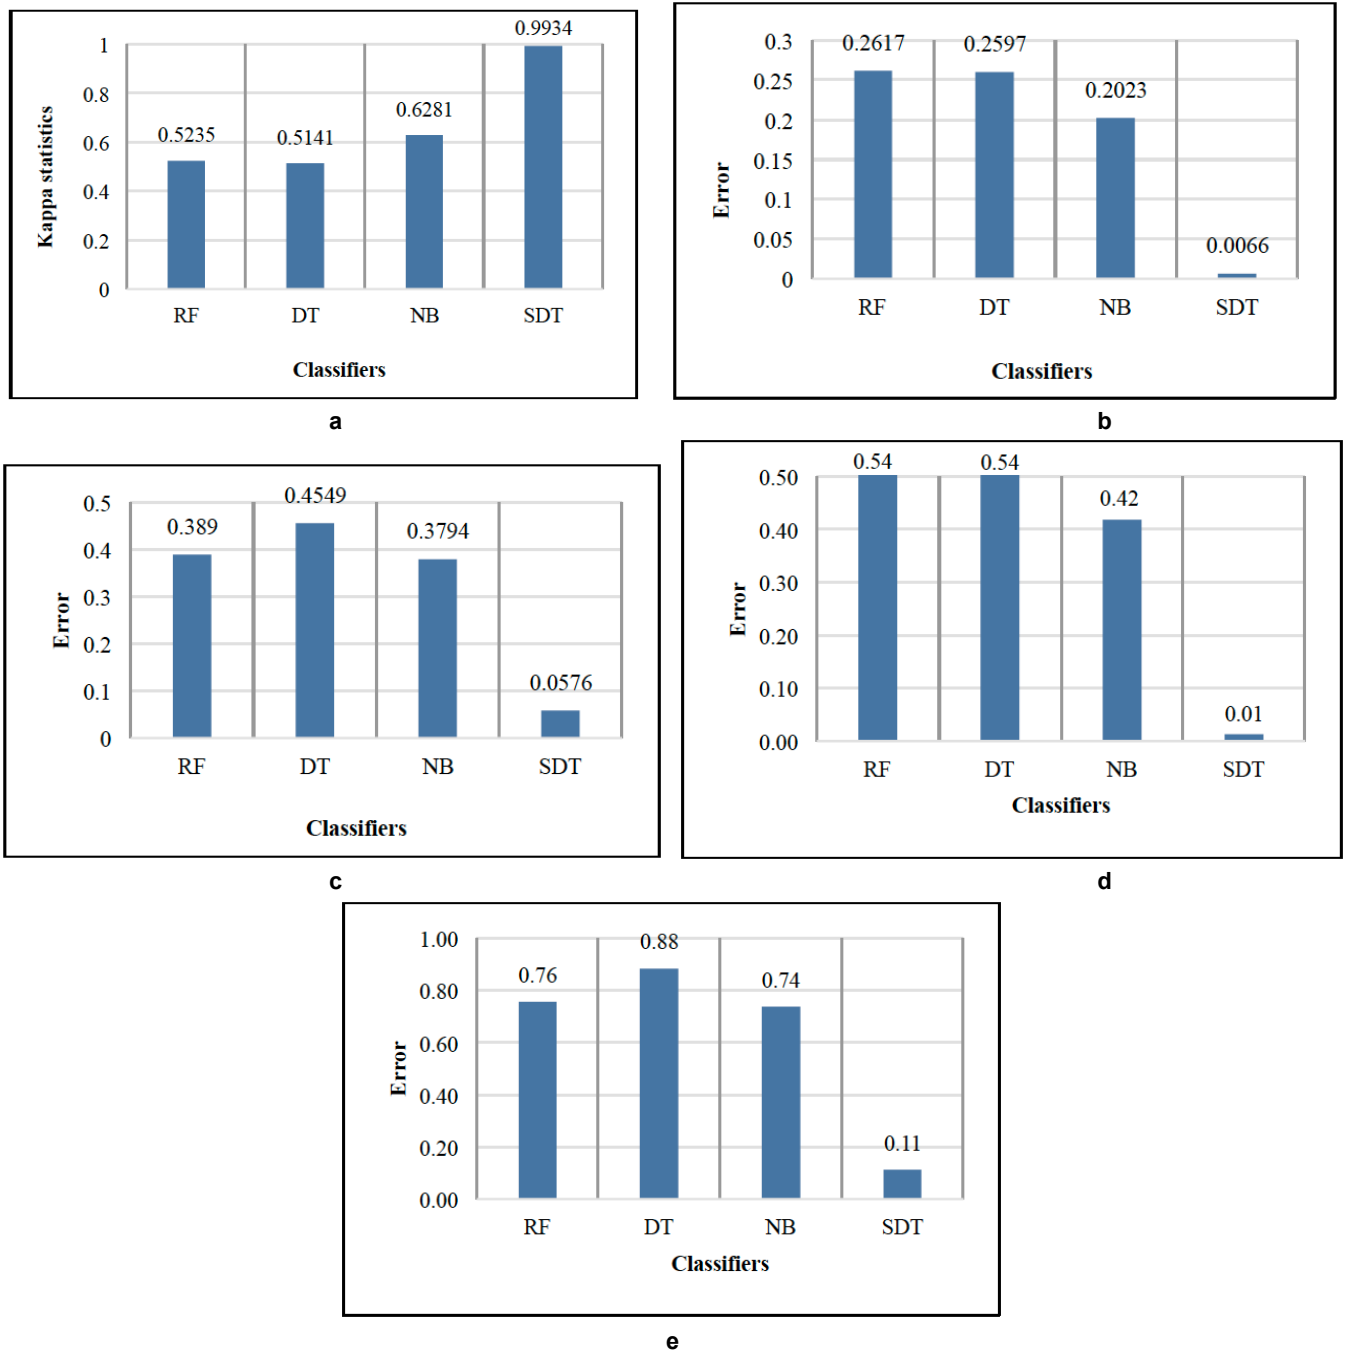 0.9934
1
0.8
0.6281
0.6
0.5235
0.5141
0.4
0.2
0
Kappa statistics
RF DT NB SDT
Classifiers
a
0.3
0.2617
0.2597
0.25
0.2023
0.2
0.15
0.1
0.05
0.0066
0
Error
RF DT NB SDT
Classifiers
b
0.5
0.4549
0.389
0.3794
0.4
0.3
0.2
0.1
0.0576
0
Error
RF DT NB SDT
Classifiers
c
0.54
0.54
0.50
0.42
0.40
0.30
0.20
0.10
0.01
0.00
Error
RF DT NB SDT
Classifiers
d
1.00
0.88
0.76
0.74
0.80
0.60
0.40
0.20
0.11
0.00
Error
RF DT NB SDT
Classifiers
e